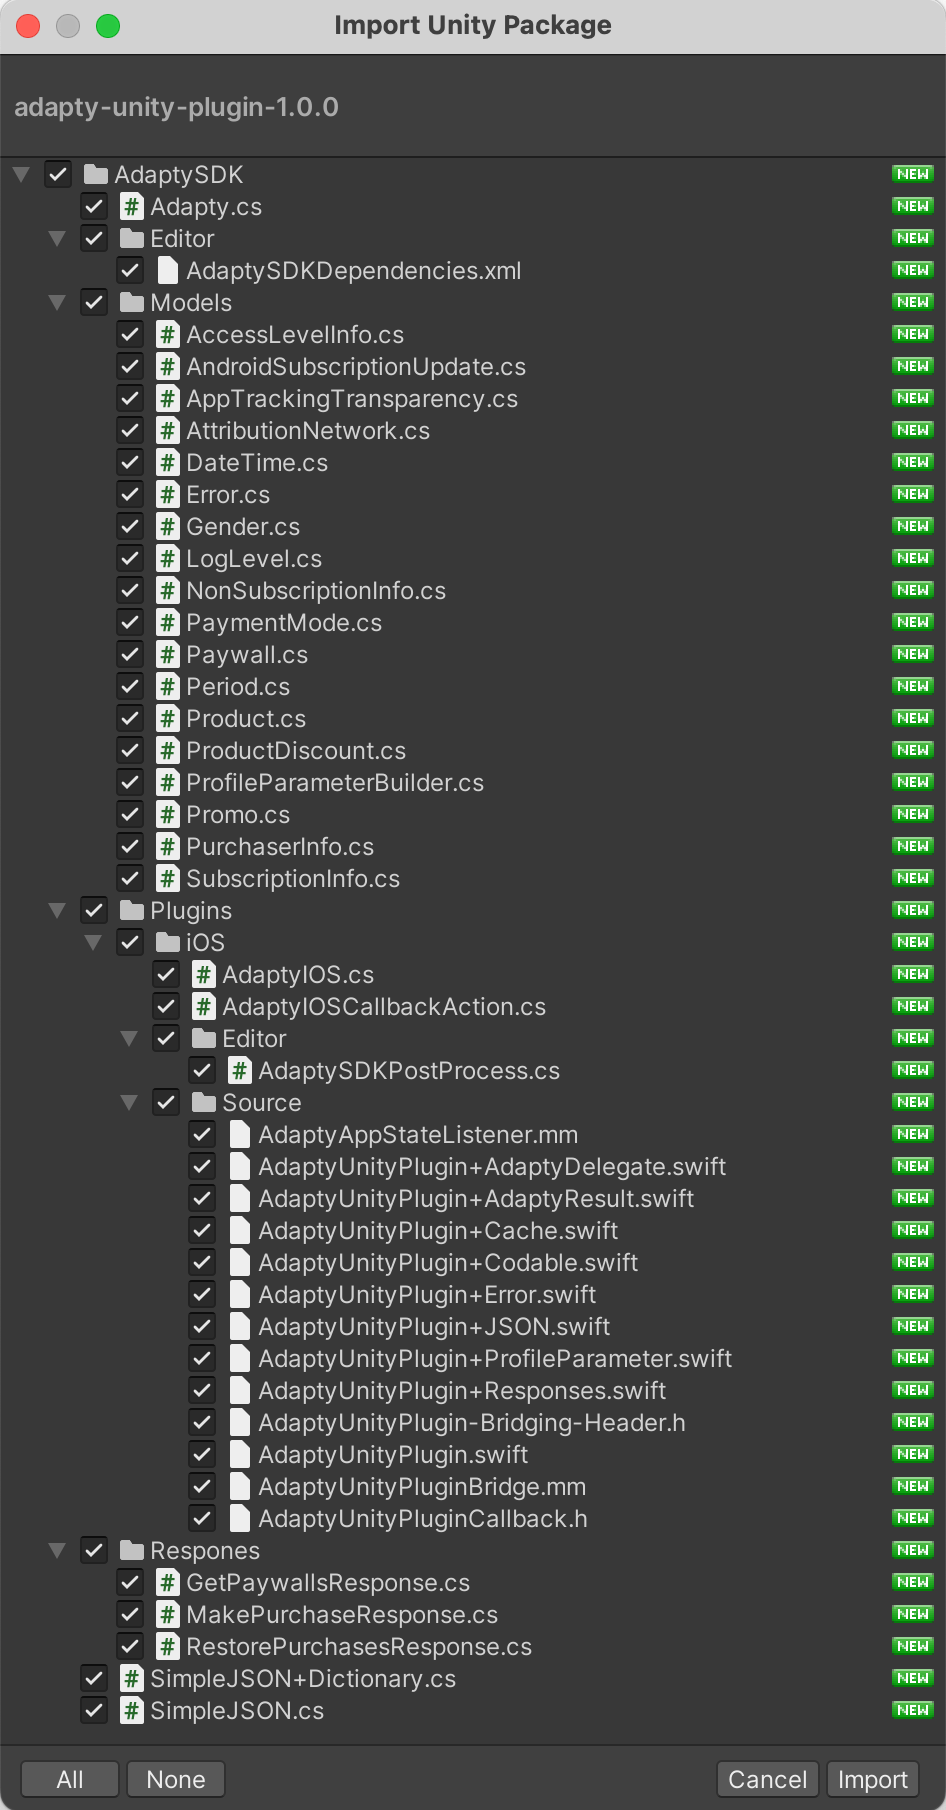 Import Unity Package
adapty-unity-plugin-1.0.0
AdaptySDK NEW
# Adapty.cs NEW
Editor NEW
AdaptySDKDependencies.xml NEW
Models NEW
# AccessLevelInfo.cs NEW
# AndroidSubscriptionUpdate.cs NEW
# AppTrackingTransparency.cs NEW
# AttributionNetwork.cs NEW
# DateTime.cs NEW
# Error.cs NEW
# Gender.cs NEW
# LogLevel.cs NEW
# NonSubscriptionInfo.cs NEW
# PaymentMode.cs NEW
# Paywall.cs NEW
# Period.cs NEW
# Product.cs NEW
# ProductDiscount.cs NEW
# ProfileParameterBuilder.cs NEW
# Promo.cs NEW
# PurchaserInfo.cs NEW
# SubscriptionInfo.cs NEW
Plugins NEW
iOS NEW
# AdaptyIOS.cs NEW
# AdaptyIOSCallbackAction.cs NEW
Editor NEW
# AdaptySDKPostProcess.cs NEW
Source NEW
AdaptyAppStateListener.mm NEW
AdaptyUnityPlugin+AdaptyDelegate.swift NEW
AdaptyUnityPlugin+AdaptyResult.swift NEW
AdaptyUnityPlugin+Cache.swift NEW
AdaptyUnityPlugin+Codable.swift NEW
AdaptyUnityPlugin+Error.swift NEW
AdaptyUnityPlugin+JSON.swift NEW
AdaptyUnityPlugin+ProfileParameter.swift NEW
AdaptyUnityPlugin+Responses.swift NEW
AdaptyUnityPlugin-Bridging-Header.h NEW
AdaptyUnityPlugin.swift NEW
AdaptyUnityPluginBridge.mm NEW
AdaptyUnityPluginCallback.h NEW
Respones NEW
# GetPaywallsResponse.cs NEW
# MakePurchaseResponse.cs NEW
# RestorePurchasesResponse.cs NEW
# SimpleJSON+Dictionary.cs NEW
# SimpleJSON.cs NEW
All None Cancel Import